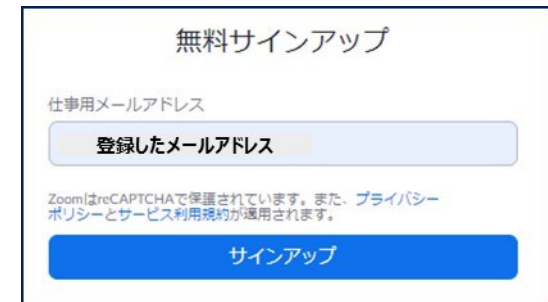 無料サインアップ
仕事用メールアドレス
登録したメールアドレス
ZoomはreCAPTCHAで保護されています。また、プライバシー
ポリシーとサービス利用規約が適用されます。
サインアップ